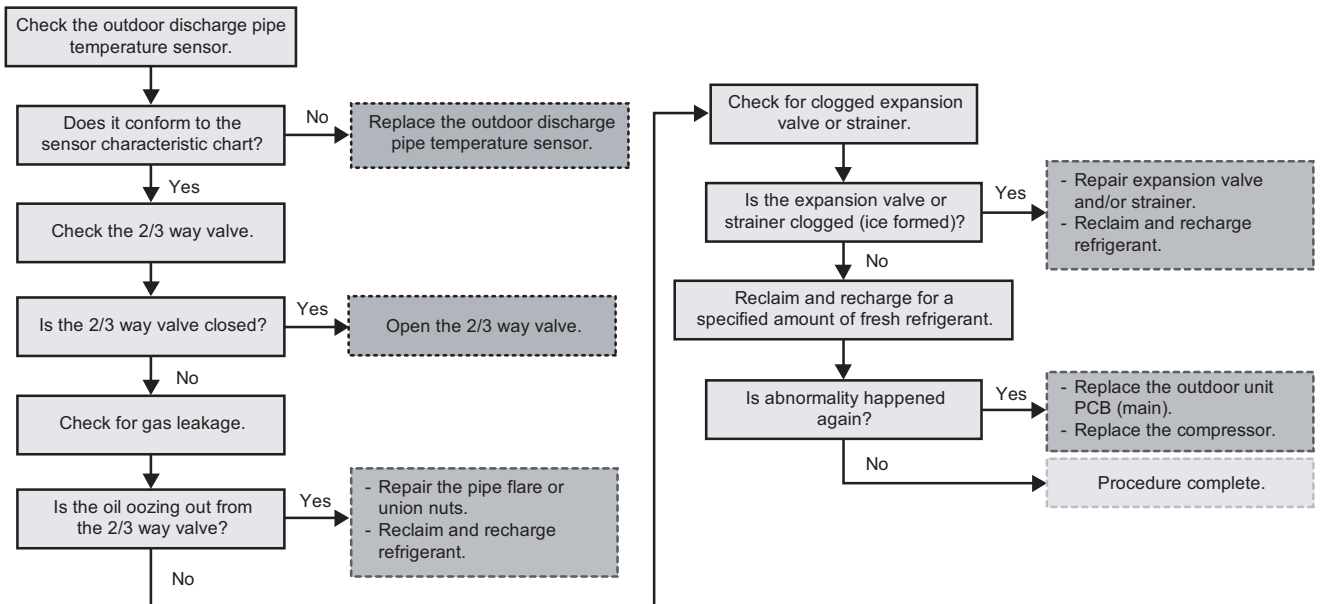 Check the outdoor discharge pipe
temperature sensor.
Does it conform to the
sensor characteristic chart?
No
Replace the outdoor discharge
pipe temperature sensor.
Yes
Check the 2/3 way valve.
Is the 2/3 way valve closed?
Yes
Open the 2/3 way valve.
No
Check for gas leakage.
Is the oil oozing out from
the 2/3 way valve?
Yes
- Repair the pipe flare or
union nuts.
- Reclaim and recharge
refrigerant.
No
Check for clogged expansion
valve or strainer.
Is the expansion valve or
strainer clogged (ice formed)?
Yes
- Repair expansion valve
and/or strainer.
- Reclaim and recharge
refrigerant.
No
Reclaim and recharge for a
specified amount of fresh refrigerant.
Is abnormality happened
again?
Yes
- Replace the outdoor unit
PCB (main).
- Replace the compressor.
No
Procedure complete.